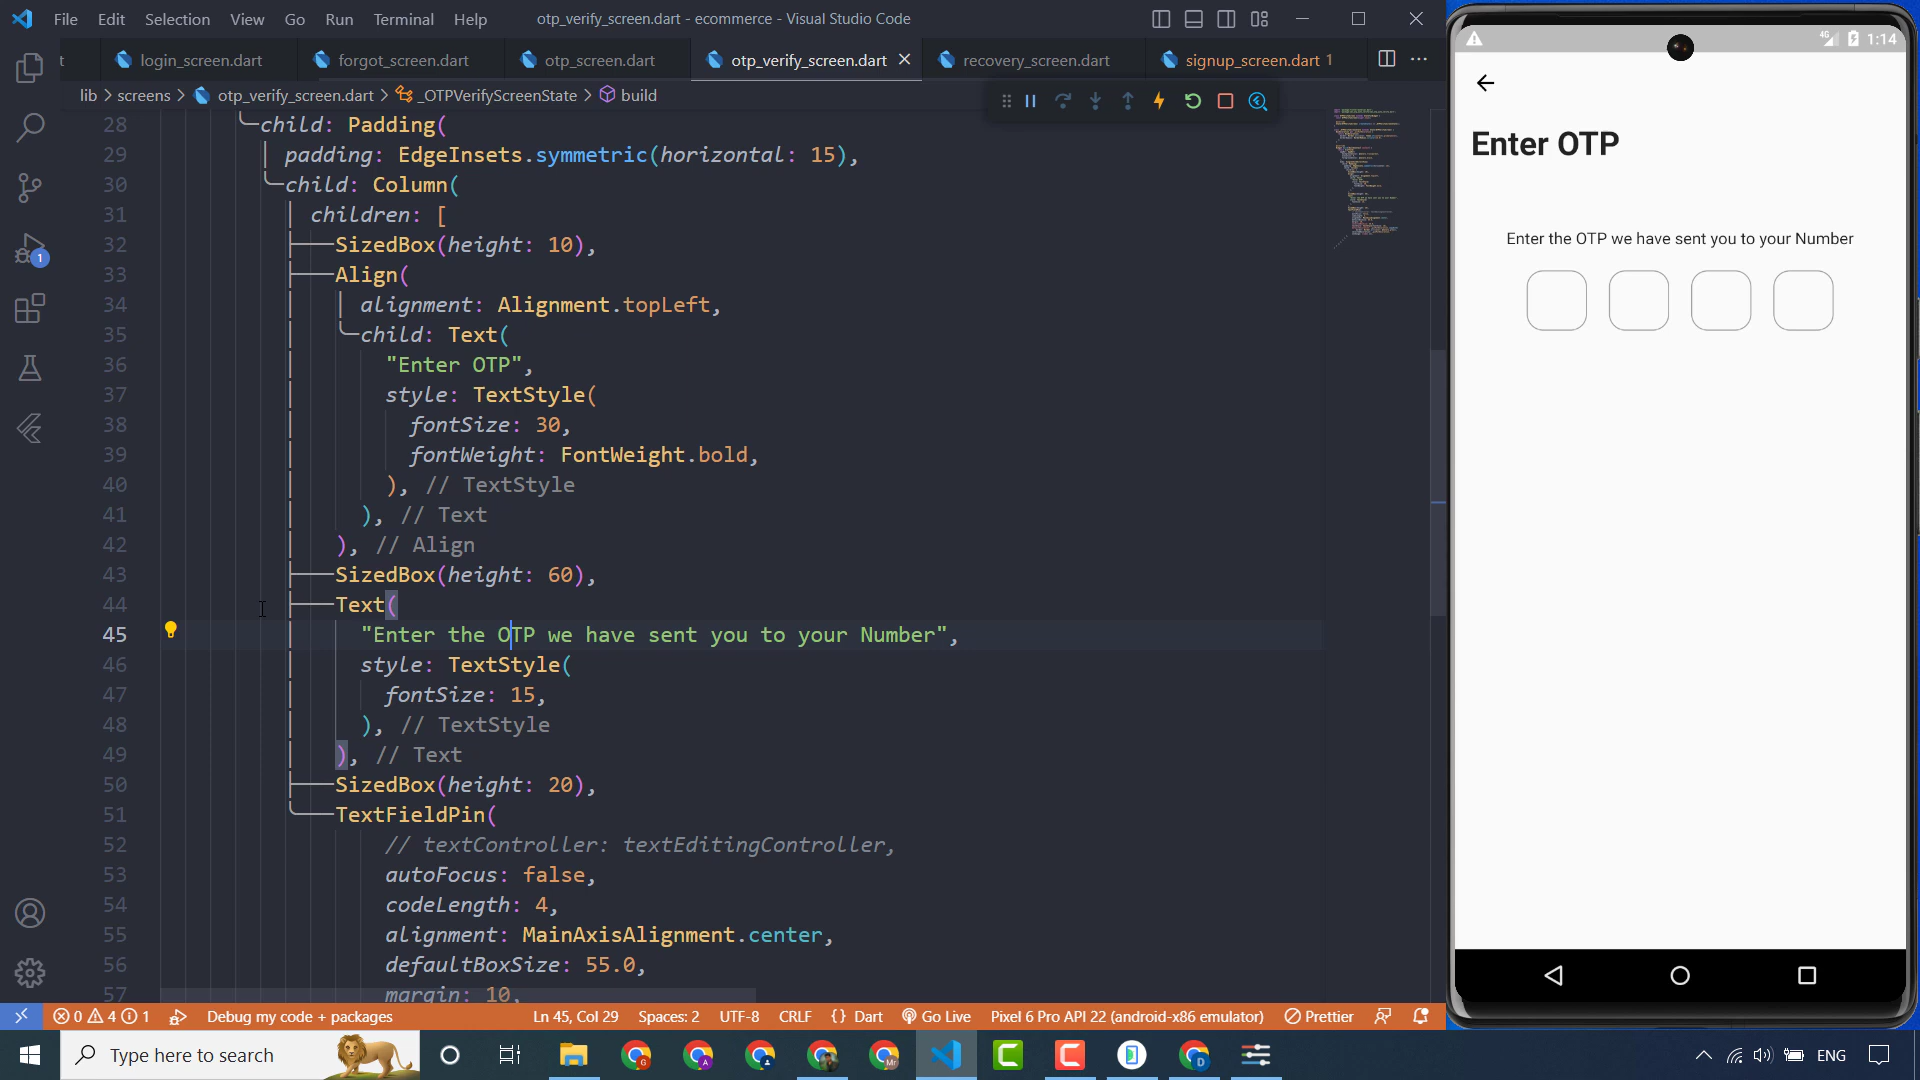 File Edit Selection View Go Run Terminal Help
otp_verify_screen.dart - ecommerce - Visual Studio Code
t login_screen.dart forgot_screen.dart otp_screen.dart otp_verify_screen.dart recovery_screen.dart signup_screen.dart 1
lib > screens > otp_verify_screen.dart > _OTPVerifyScreenState > build
28 child: Padding(
29 padding: EdgeInsets.symmetric(horizontal: 15),
30 child: Column(
31 children: [
32 SizedBox(height: 10),
33 Align(
34 alignment: Alignment.topLeft,
35 child: Text(
36 "Enter OTP",
37 style: TextStyle(
38 fontSize: 30,
39 fontWeight: FontWeight.bold,
40 ), // TextStyle
41 ), // Text
42 ), // Align
43 SizedBox(height: 60),
44 Text(
45 "Enter the OTP we have sent you to your Number",
46 style: TextStyle(
47 fontSize: 15,
48 ), // TextStyle
49 ), // Text
50 SizedBox(height: 20),
51 TextFieldPin(
52 // textController: textEditingController,
53 autoFocus: false,
54 codeLength: 4,
55 alignment: MainAxisAlignment.center,
56 defaultBoxSize: 55.0,
57 margin: 10,
1
0 4 1 Debug my code + packages Ln 45, Col 29 Spaces: 2 UTF-8 CRLF {} Dart Go Live Pixel 6 Pro API 22 (android-x86 emulator) Prettier
4G 1:14
Enter OTP
Enter the OTP we have sent you to your Number
Type here to search
ENG